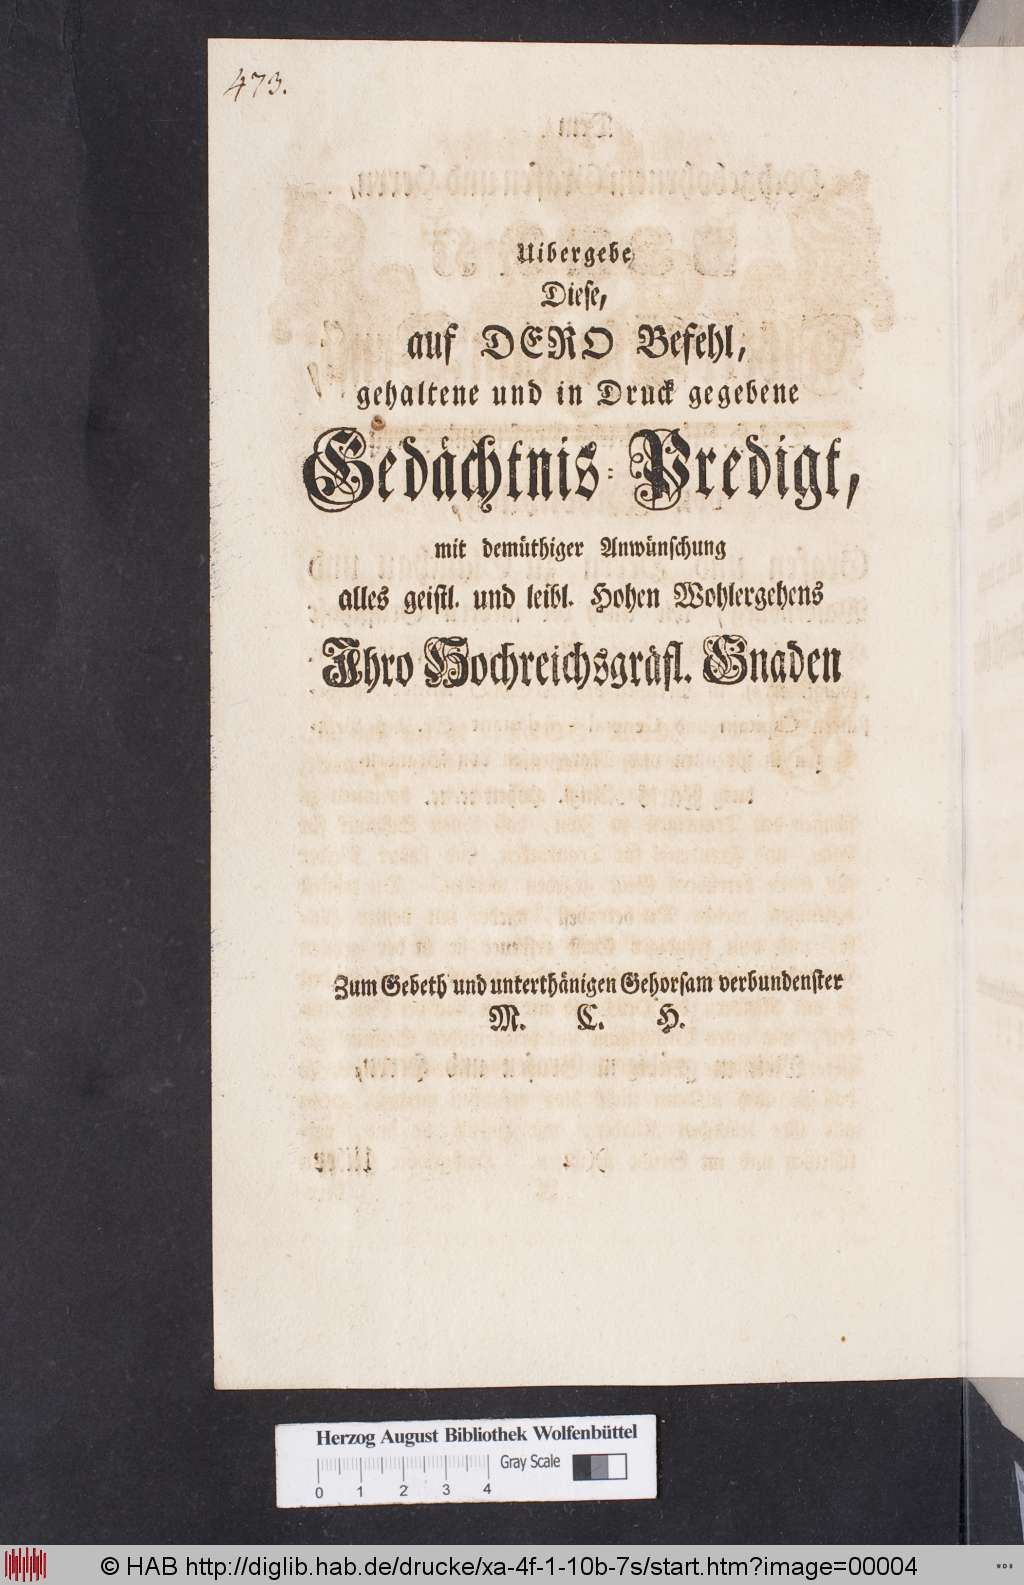 473.
Uibergebe
Diese,
auf DERO Befehl,
gehaltene und in Druck gegebene
Gedächtnis-Predigt,
mit demüthiger Anwünschung
alles geistl. und leibl. Hohen Wohlergehens
Ihro Hochreichsgräfl. Gnaden
Zum Gebeth und unterthänigen Gehorsam verbundenster
M. C. H.
Herzog August Bibliothek Wolfenbüttel
Gray Scale
0 1 2 3 4
© HAB http://diglib.hab.de/drucke/xa-4f-1-10b-7s/start.htm?image=00004